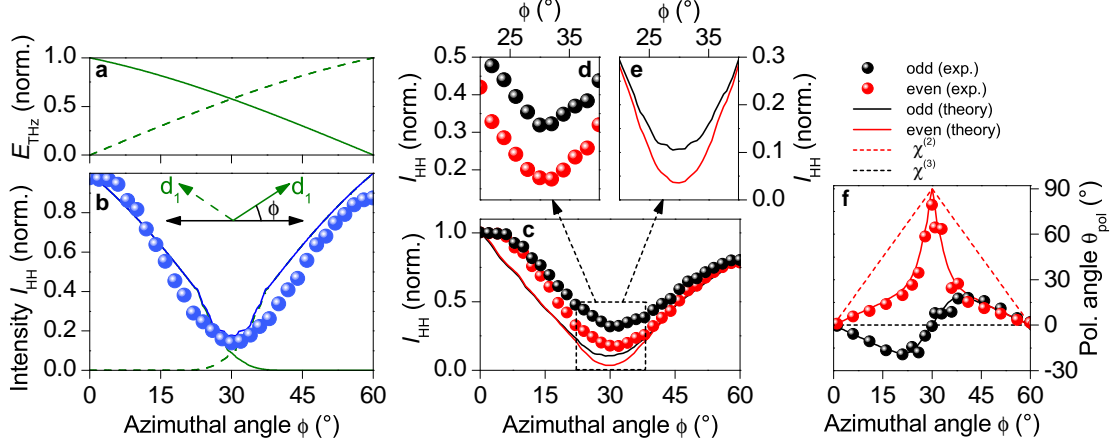 a
E_THz (norm.)
1.0
0.5
0.0
b
d_1
d_1
ϕ
Intensity I_HH (norm.)
1.0
0.8
0.6
0.4
0.2
0.0
0 15 30 45 60
Azimuthal angle ϕ (°)
ϕ (°)
25 35
d
I_HH (norm.)
0.5
0.4
0.3
0.2
ϕ (°)
25 35
e
0.3
0.2
0.1
0.0
I_HH (norm.)
c
I_HH (norm.)
1.0
0.5
0.0
0 15 30 45 60
Azimuthal angle ϕ (°)
odd (exp.)
even (exp.)
odd (theory)
even (theory)
χ^(2)
χ^(3)
f
90
60
30
0
-30
Pol. angle θ_pol (°)
0 15 30 45 60
Azimuthal angle ϕ (°)